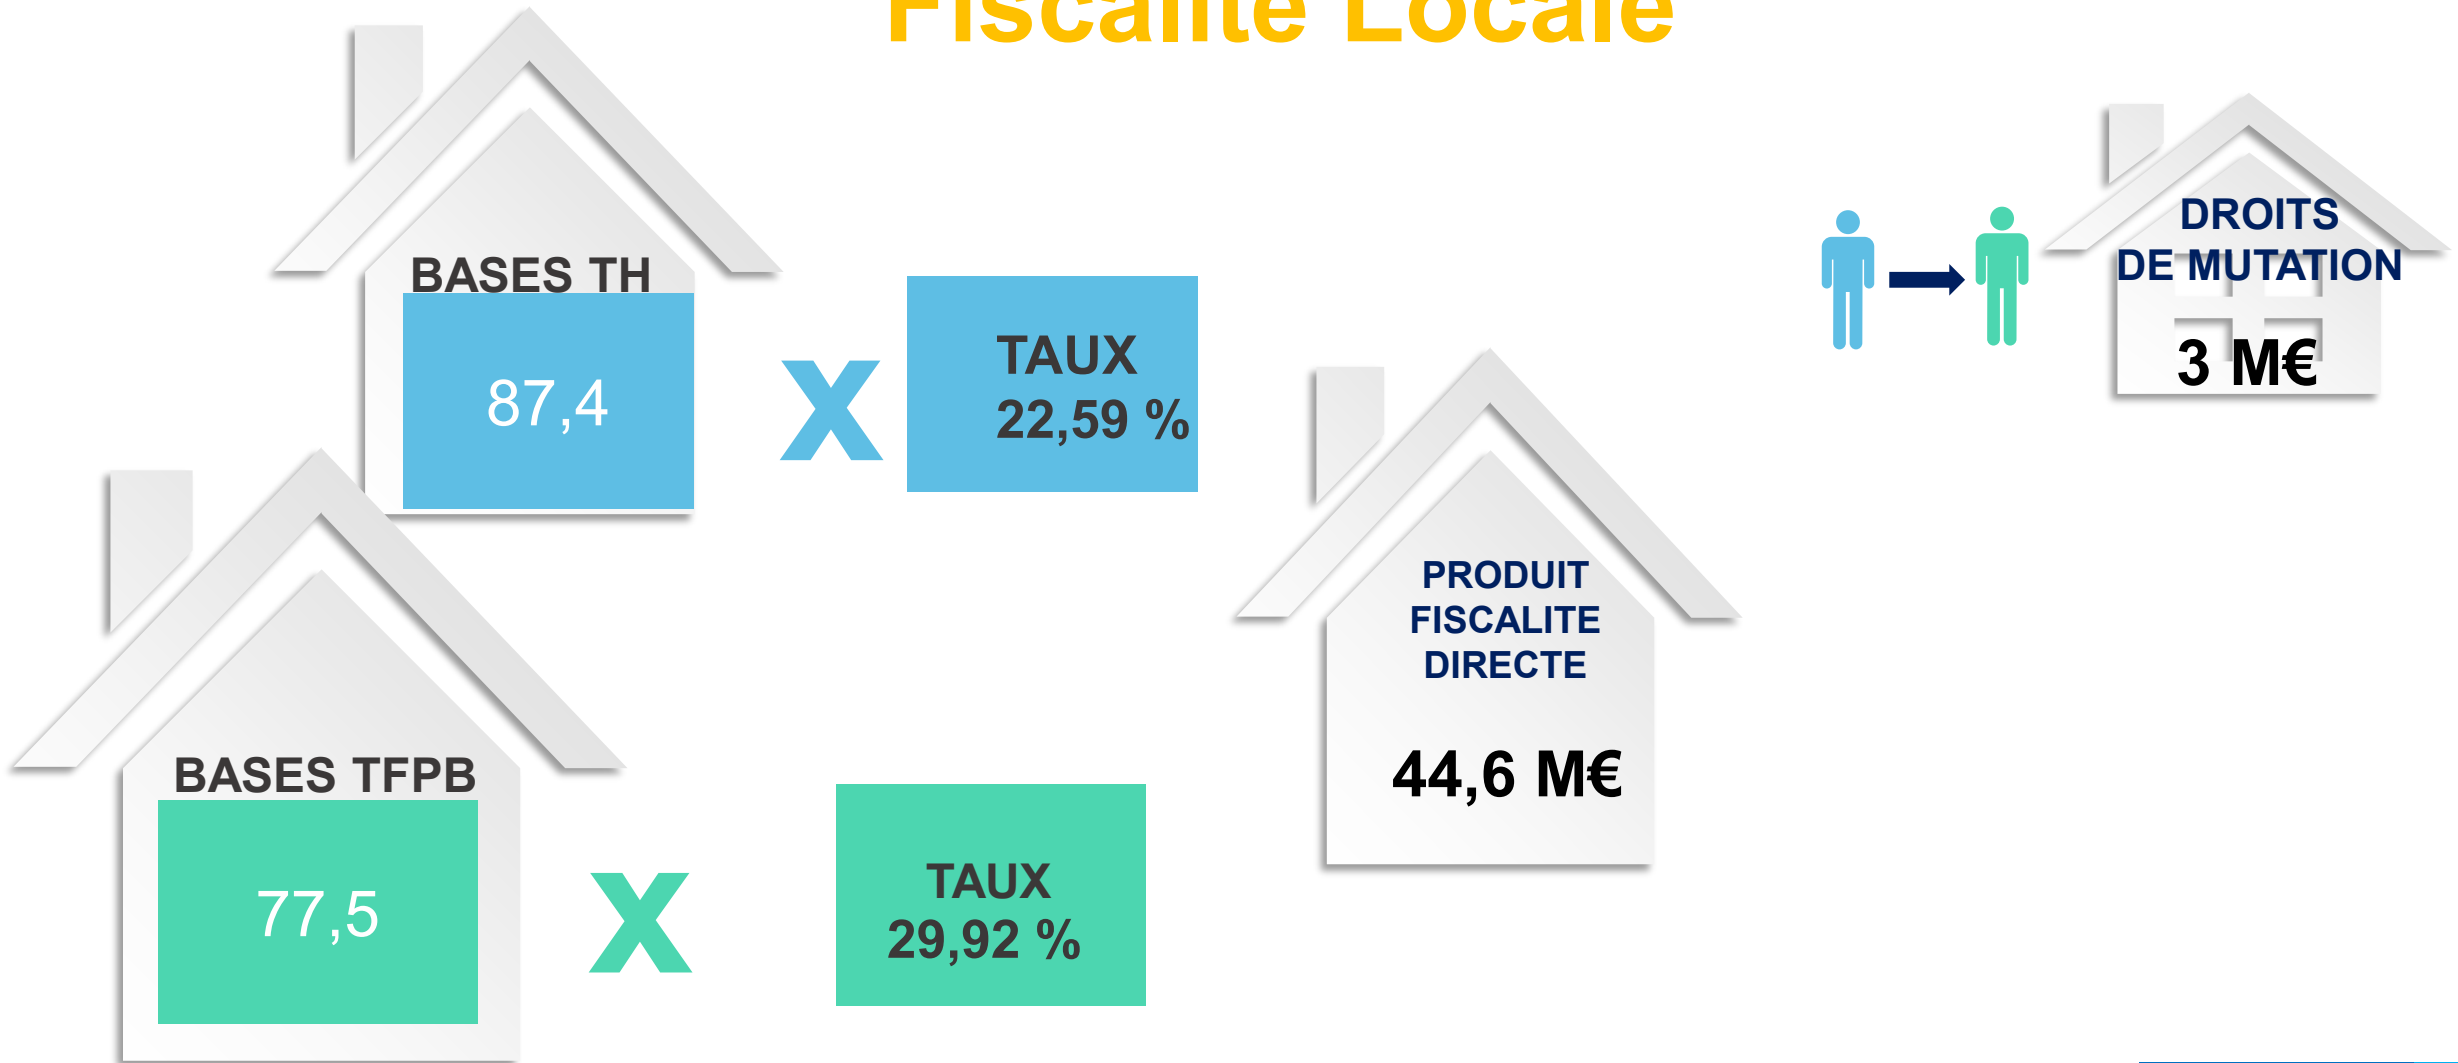 Fiscalité Locale
BASES TH
87,4
X
TAUX
22,59 %
DROITS
DE MUTATION
3 M€
PRODUIT
FISCALITE
DIRECTE
44,6 M€
BASES TFPB
77,5
X
TAUX
29,92 %